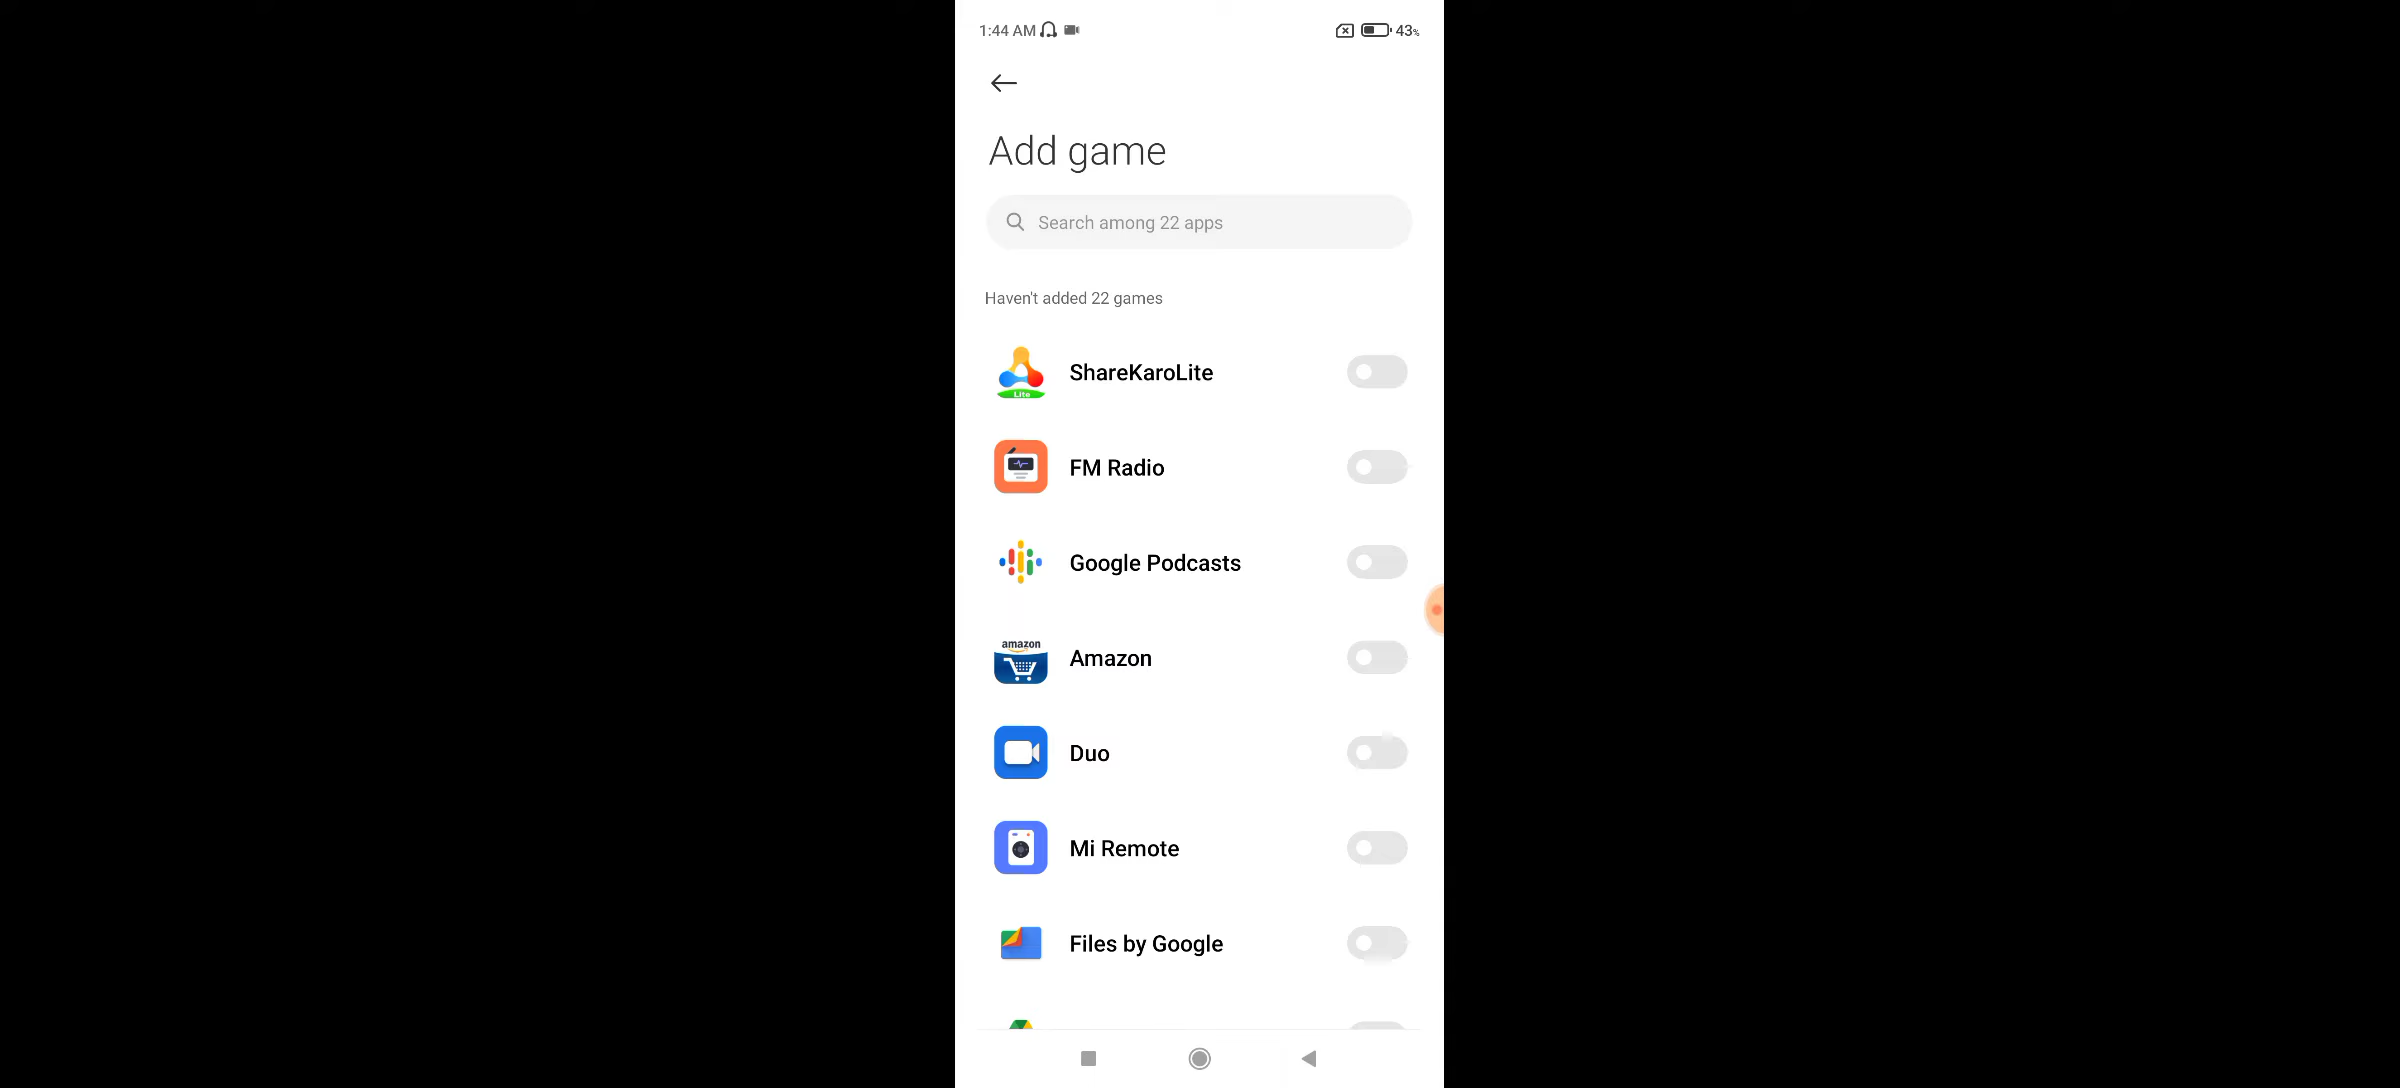 1:44 AM 43%
Add game
Search among 22 apps
Haven't added 22 games
Lite
ShareKaroLite
FM Radio
Google Podcasts
amazon
Amazon
Duo
Mi Remote
Files by Google